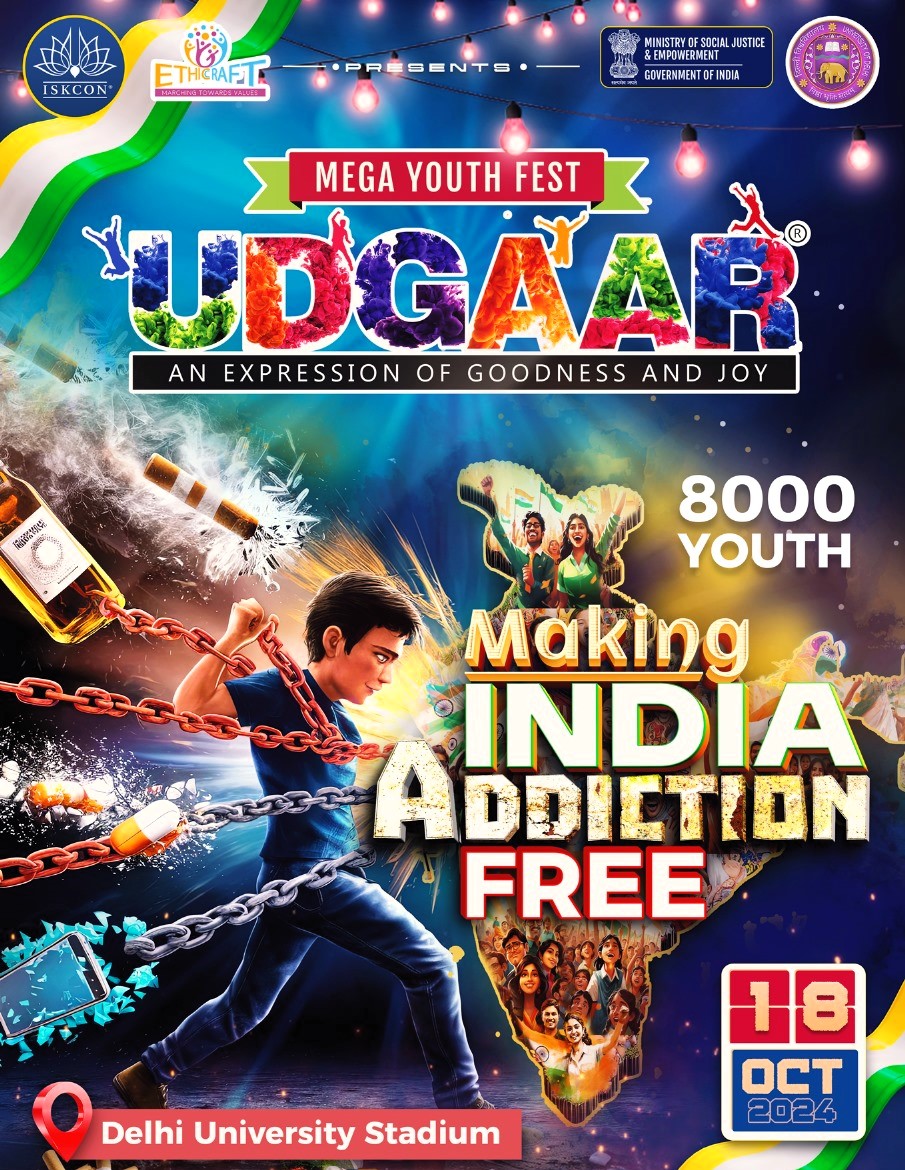 ISKCON®
ETHICRAFT
MARCHING TOWARDS VALUES
PRESENTS
MINISTRY OF SOCIAL JUSTICE
& EMPOWERMENT
GOVERNMENT OF INDIA
MEGA YOUTH FEST
UDGAAR®
AN EXPRESSION OF GOODNESS AND JOY
8000
YOUTH
Making
INDIA
ADDICTION
FREE
18
OCT
2024
Delhi University Stadium